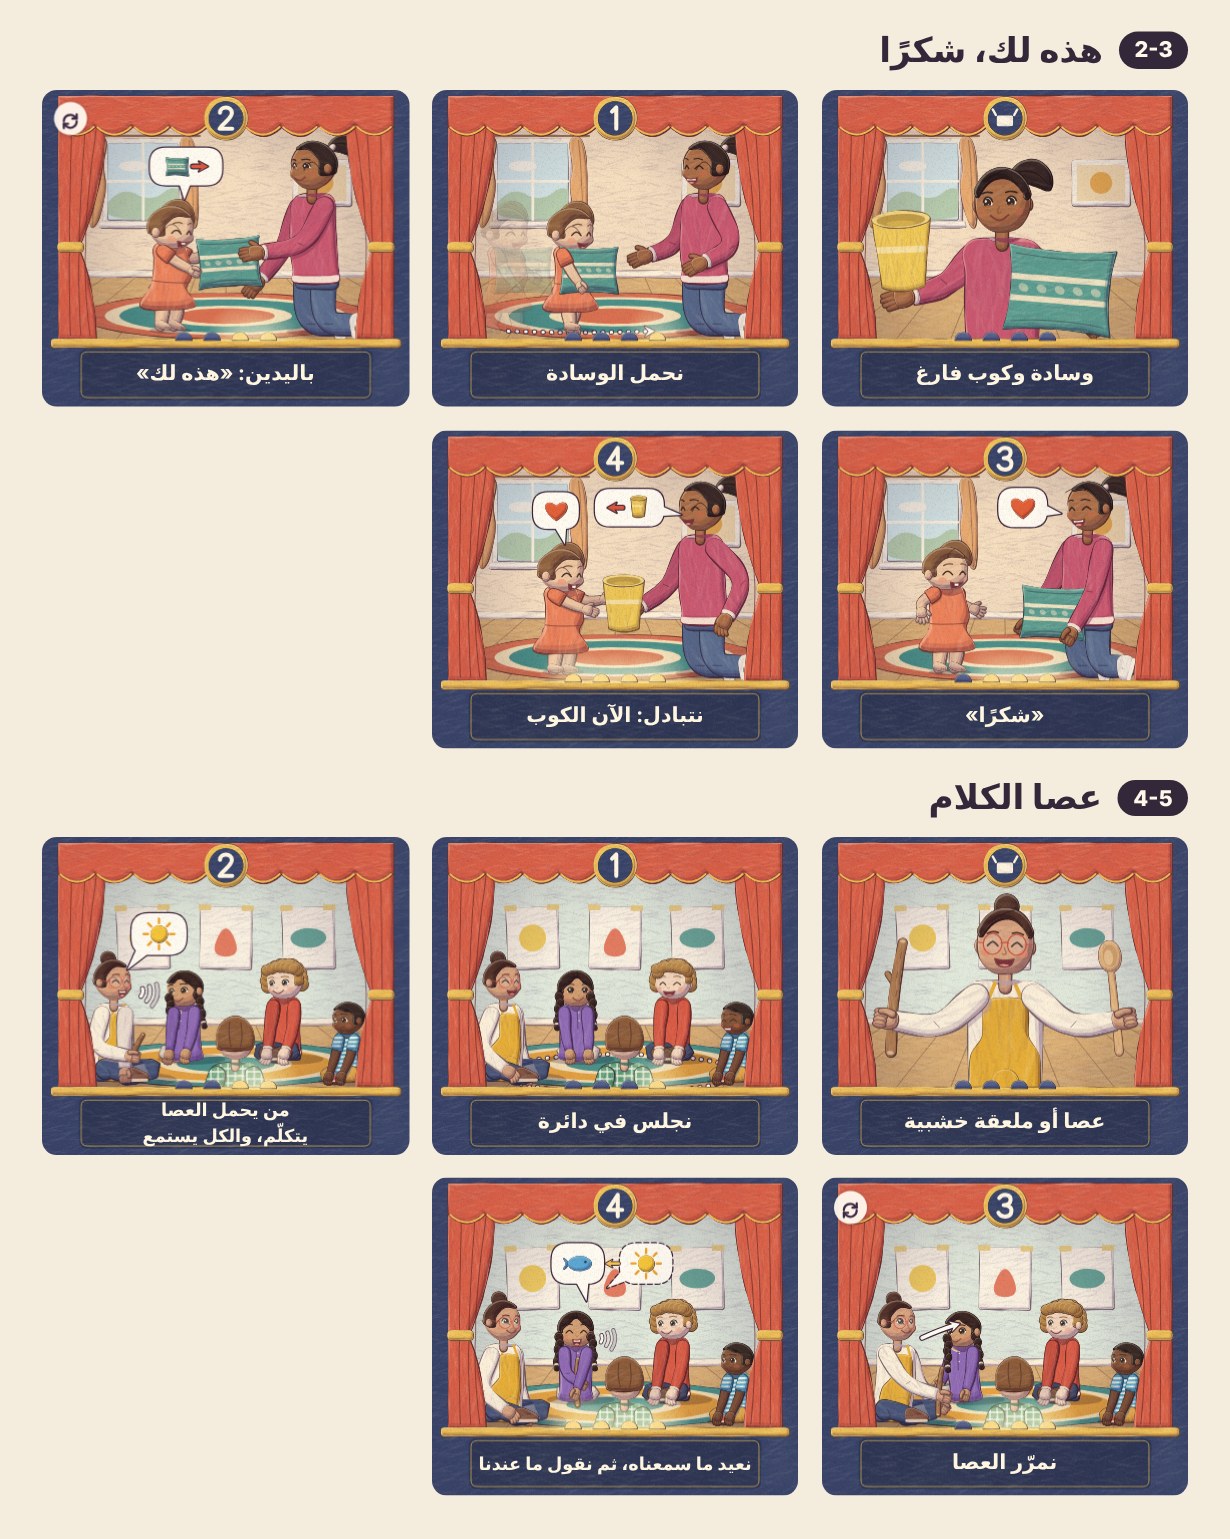 2-3 هذه لك، شكرًا
وسادة وكوب فارغ
1
نحمل الوسادة
2
باليدين: «هذه لك»
3
«شكرًا»
4
نتبادل: الآن الكوب
4-5 عصا الكلام
عصا أو ملعقة خشبية
1
نجلس في دائرة
2
من يحمل العصا
يتكلّم، والكل يستمع
3
نمرّر العصا
4
نعيد ما سمعناه، ثم نقول ما عندنا